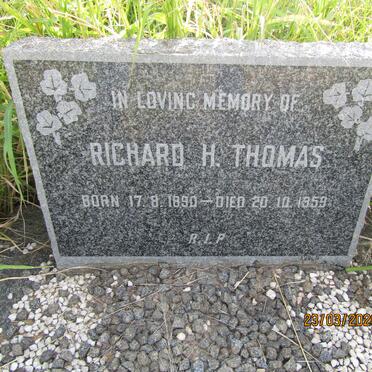 IN LOVING MEMORY OF
RICHARD H. THOMAS
BORN 17.8.1890 — DIED 20.10.1959
R.I.P
23/03/202